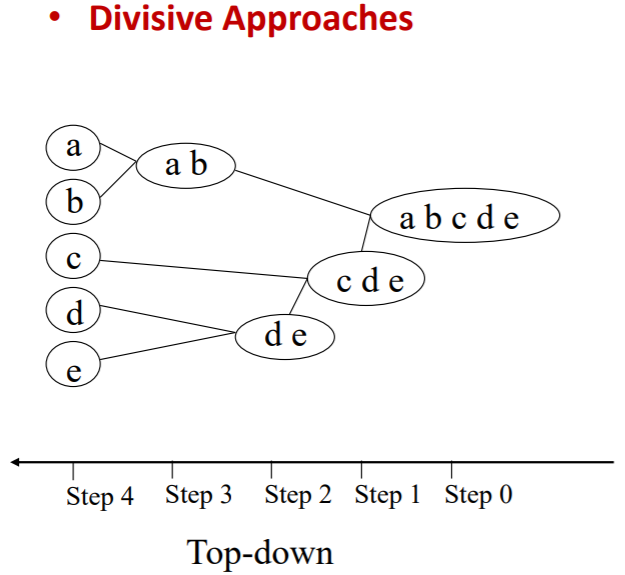 • Divisive Approaches
a
a b
b
a b c d e
c
c d e
d
d e
e
Step 4 Step 3 Step 2 Step 1 Step 0
Top-down